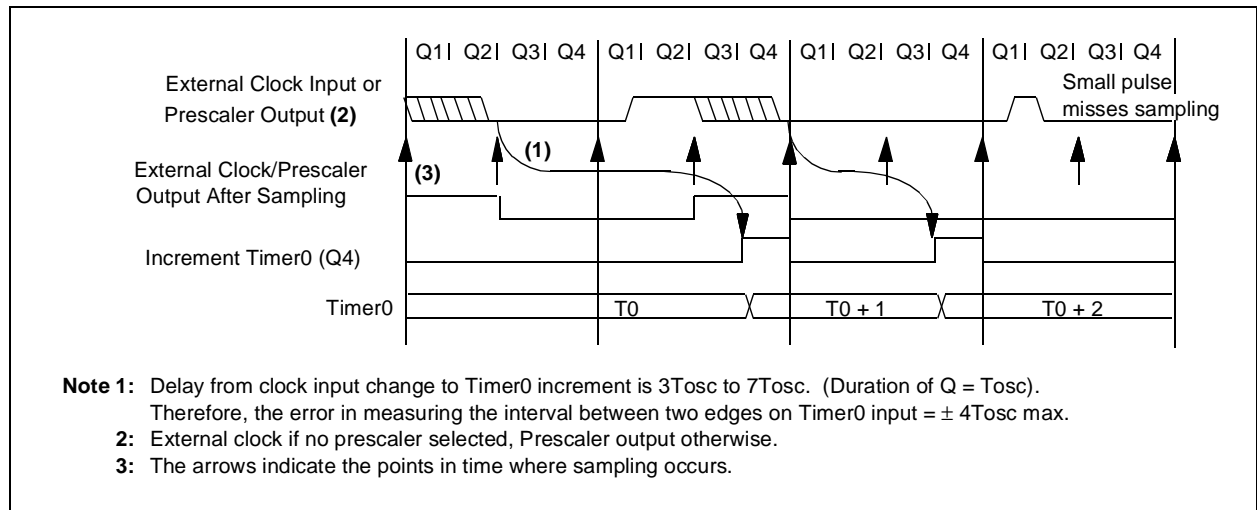 Q1| Q2| Q3| Q4 Q1| Q2| Q3| Q4 Q1| Q2| Q3| Q4 Q1| Q2| Q3| Q4
External Clock Input or
Prescaler Output (2)
Small pulse
misses sampling
(1)
(3)
External Clock/Prescaler
Output After Sampling
Increment Timer0 (Q4)
Timer0 T0 T0 + 1 T0 + 2
Note 1: Delay from clock input change to Timer0 increment is 3Tosc to 7Tosc. (Duration of Q = Tosc).
Therefore, the error in measuring the interval between two edges on Timer0 input = ± 4Tosc max.
2: External clock if no prescaler selected, Prescaler output otherwise.
3: The arrows indicate the points in time where sampling occurs.